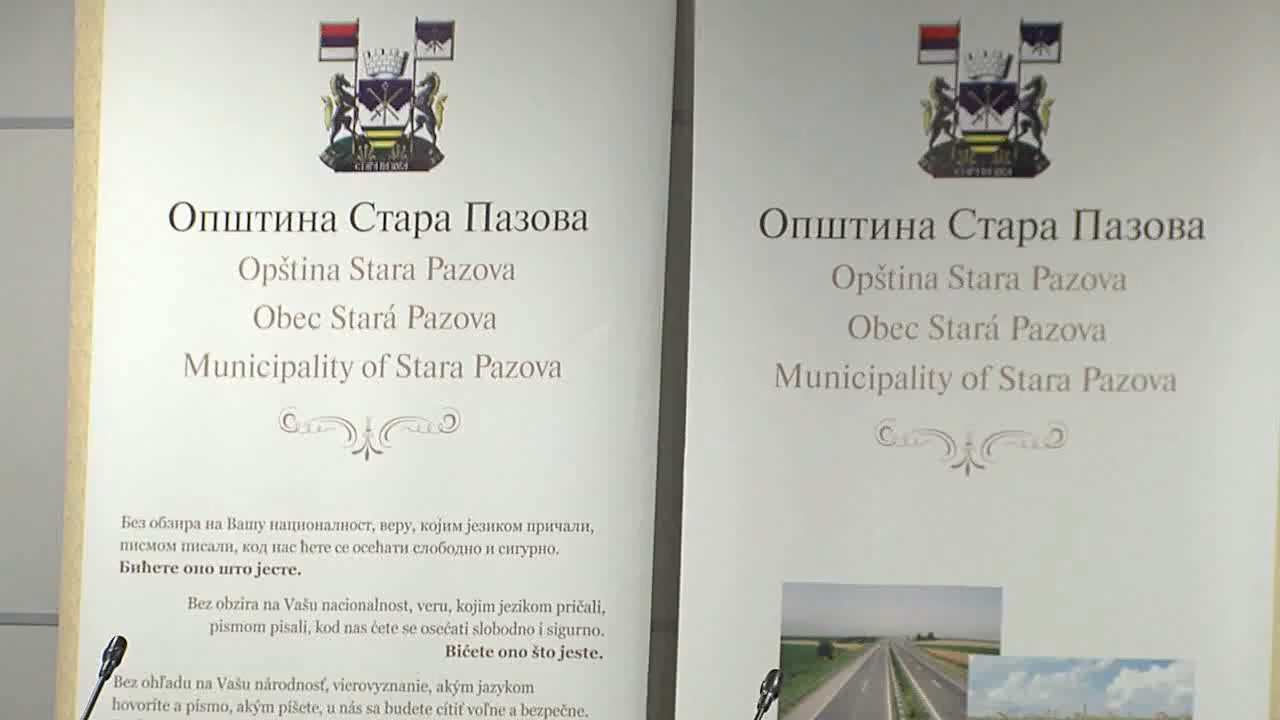 СТАРА ПАЗОВА
Општина Стара Пазова
Opština Stara Pazova
Obec Stará Pazova
Municipality of Stara Pazova
Без обзира на Вашу националност, веру, којим језиком причали,
писмом писали, код нас ћете се осећати слободно и сигурно.
Бићете оно што јесте.
Bez obzira na Vašu nacionalnost, veru, kojim jezikom pričali,
pismom pisali, kod nas ćete se osećati slobodno i sigurno.
Bićete ono što jeste.
Bez ohľadu na Vašu národnosť, vierovyznanie, akým jazykom
hovoríte a písmo, akým píšete, u nás sa budete cítiť voľne a bezpečne.
СТАРА ПАЗОВА
Општина Стара Пазова
Opština Stara Pazova
Obec Stará Pazova
Municipality of Stara Pazova